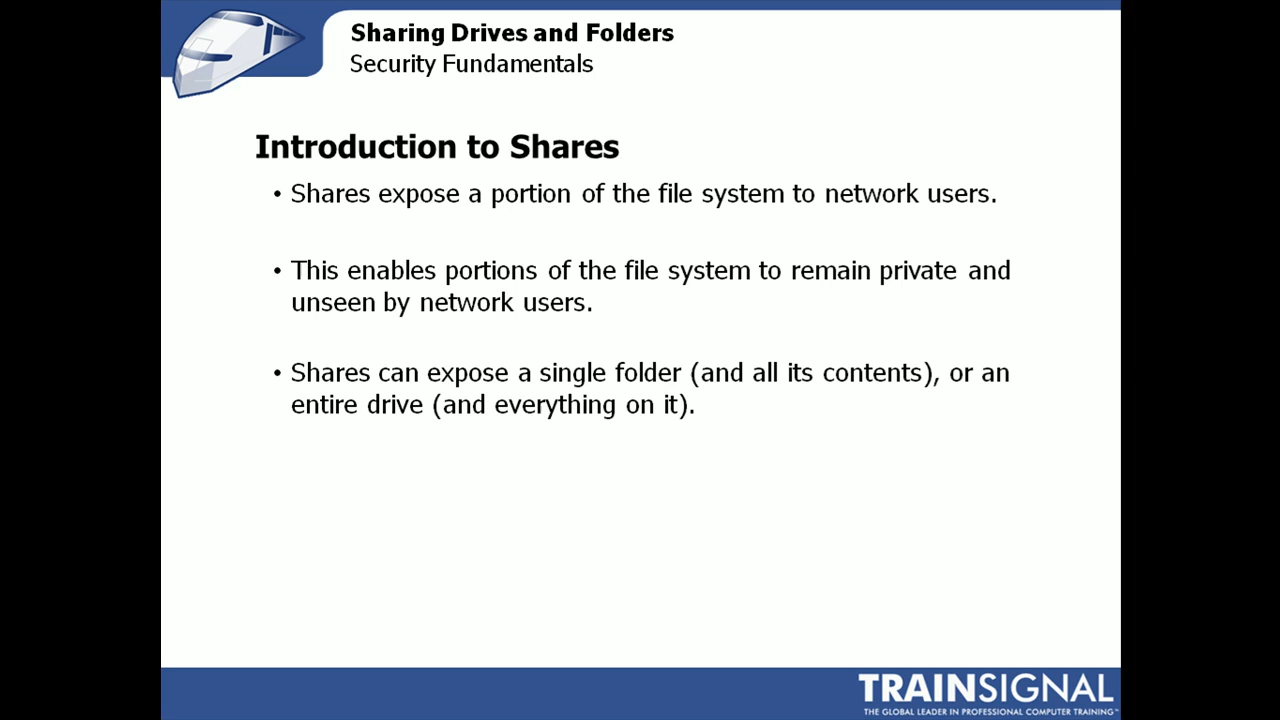 Sharing Drives and Folders
Security Fundamentals
Introduction to Shares
• Shares expose a portion of the file system to network users.
• This enables portions of the file system to remain private and
unseen by network users.
• Shares can expose a single folder (and all its contents), or an
entire drive (and everything on it).
TRAINSIGNAL
THE GLOBAL LEADER IN PROFESSIONAL COMPUTER TRAINING™